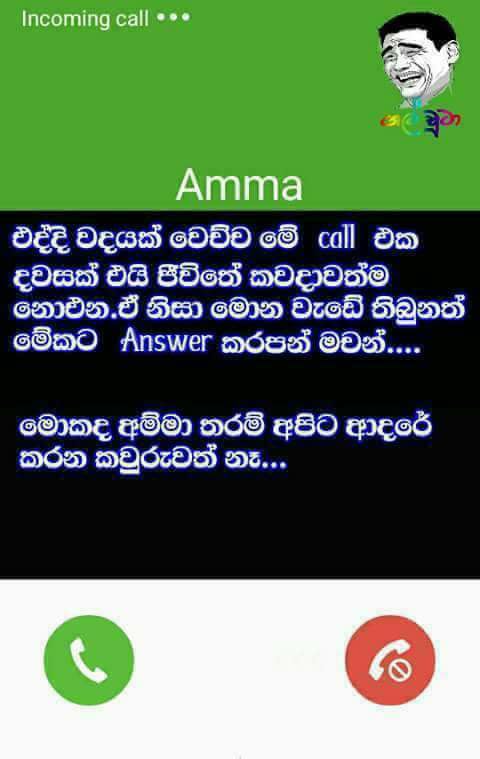 Incoming call •••
Amma
එද්දි වදයක් වෙච්ච මේ call එක
දවසක් එයි ජීවිතේ කවදාවත්ම
නොඑන.ඒ නිසා මොන වැඩේ තිබුනත්
මේකට Answer කරපන් මචන්....
මොකද අම්මා තරම් අපිට ආදරේ
කරන කවුරුවත් නෑ...